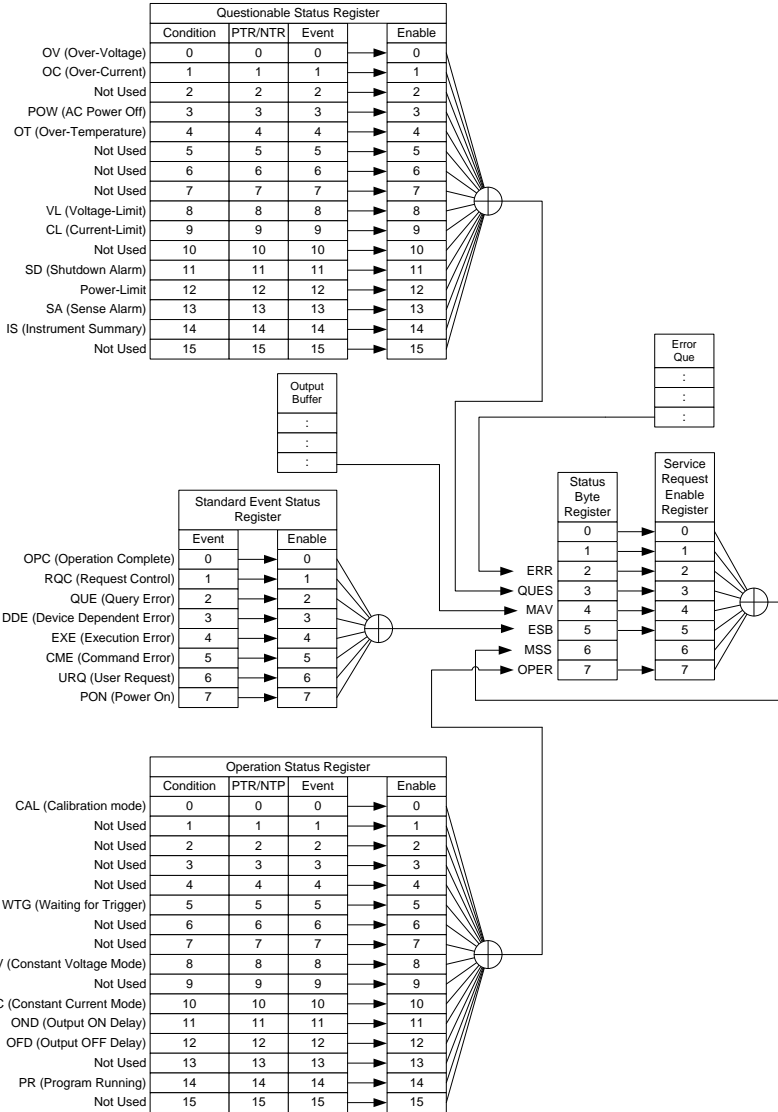 Questionable Status Register
Condition PTR/NTR Event Enable
OV (Over-Voltage) 0 0 0 0
OC (Over-Current) 1 1 1 1
Not Used 2 2 2 2
POW (AC Power Off) 3 3 3 3
OT (Over-Temperature) 4 4 4 4
Not Used 5 5 5 5
Not Used 6 6 6 6
Not Used 7 7 7 7
VL (Voltage-Limit) 8 8 8 8
CL (Current-Limit) 9 9 9 9
Not Used 10 10 10 10
SD (Shutdown Alarm) 11 11 11 11
Power-Limit 12 12 12 12
SA (Sense Alarm) 13 13 13 13
IS (Instrument Summary) 14 14 14 14
Not Used 15 15 15 15
Error
Que
:
:
:
Output
Buffer
:
:
:
Standard Event Status
Register
Event Enable
OPC (Operation Complete) 0 0
RQC (Request Control) 1 1
QUE (Query Error) 2 2
DDE (Device Dependent Error) 3 3
EXE (Execution Error) 4 4
CME (Command Error) 5 5
URQ (User Request) 6 6
PON (Power On) 7 7
Status
Byte
Register
Service
Request
Enable
Register
0 0
1 1
ERR 2 2
QUES 3 3
MAV 4 4
ESB 5 5
MSS 6 6
OPER 7 7
Operation Status Register
Condition PTR/NTP Event Enable
CAL (Calibration mode) 0 0 0 0
Not Used 1 1 1 1
Not Used 2 2 2 2
Not Used 3 3 3 3
Not Used 4 4 4 4
WTG (Waiting for Trigger) 5 5 5 5
Not Used 6 6 6 6
Not Used 7 7 7 7
(Constant Voltage Mode) 8 8 8 8
Not Used 9 9 9 9
(Constant Current Mode) 10 10 10 10
OND (Output ON Delay) 11 11 11 11
OFD (Output OFF Delay) 12 12 12 12
Not Used 13 13 13 13
PR (Program Running) 14 14 14 14
Not Used 15 15 15 15